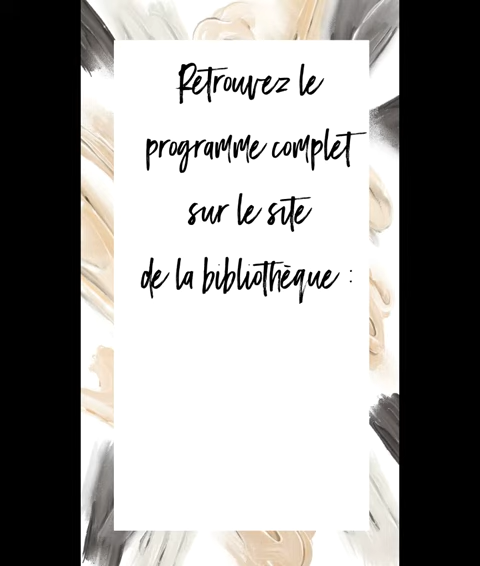 Retrouvez le
programme complet
sur le site
de la bibliothèque :